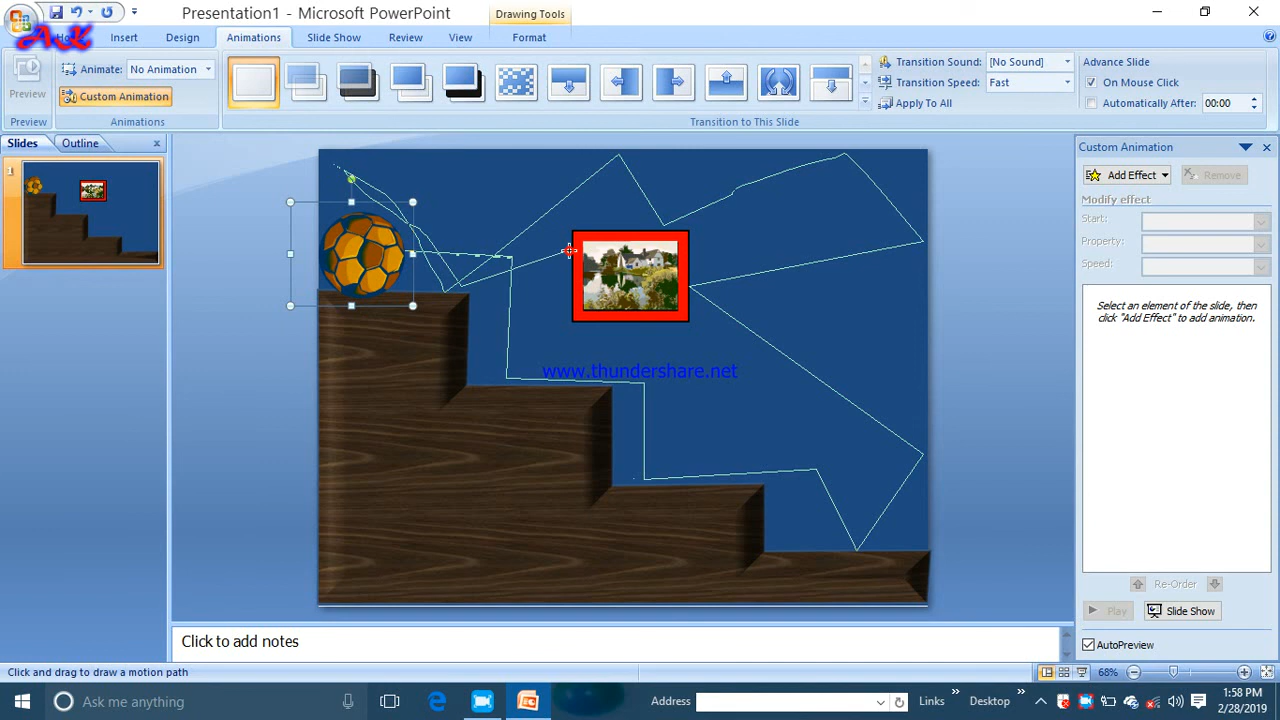 Presentation1 - Microsoft PowerPoint
Drawing Tools
AK
Insert
Design
Animations
Slide Show
Review
View
Format
Preview
Preview
Animate: No Animation
Custom Animation
Animations
Transition to This Slide
Transition Sound: [No Sound]
Transition Speed: Fast
Apply To All
Advance Slide
On Mouse Click
Automatically After: 00:00
Slides
Outline
1
www.thundershare.net
Custom Animation
Add Effect
Remove
Modify effect
Start:
Property:
Speed:
Select an element of the slide, then
click "Add Effect" to add animation.
Re-Order
Play
Slide Show
AutoPreview
Click to add notes
Click and drag to draw a motion path
68%
Ask me anything
Address
Links
Desktop
1:58 PM
2/28/2019